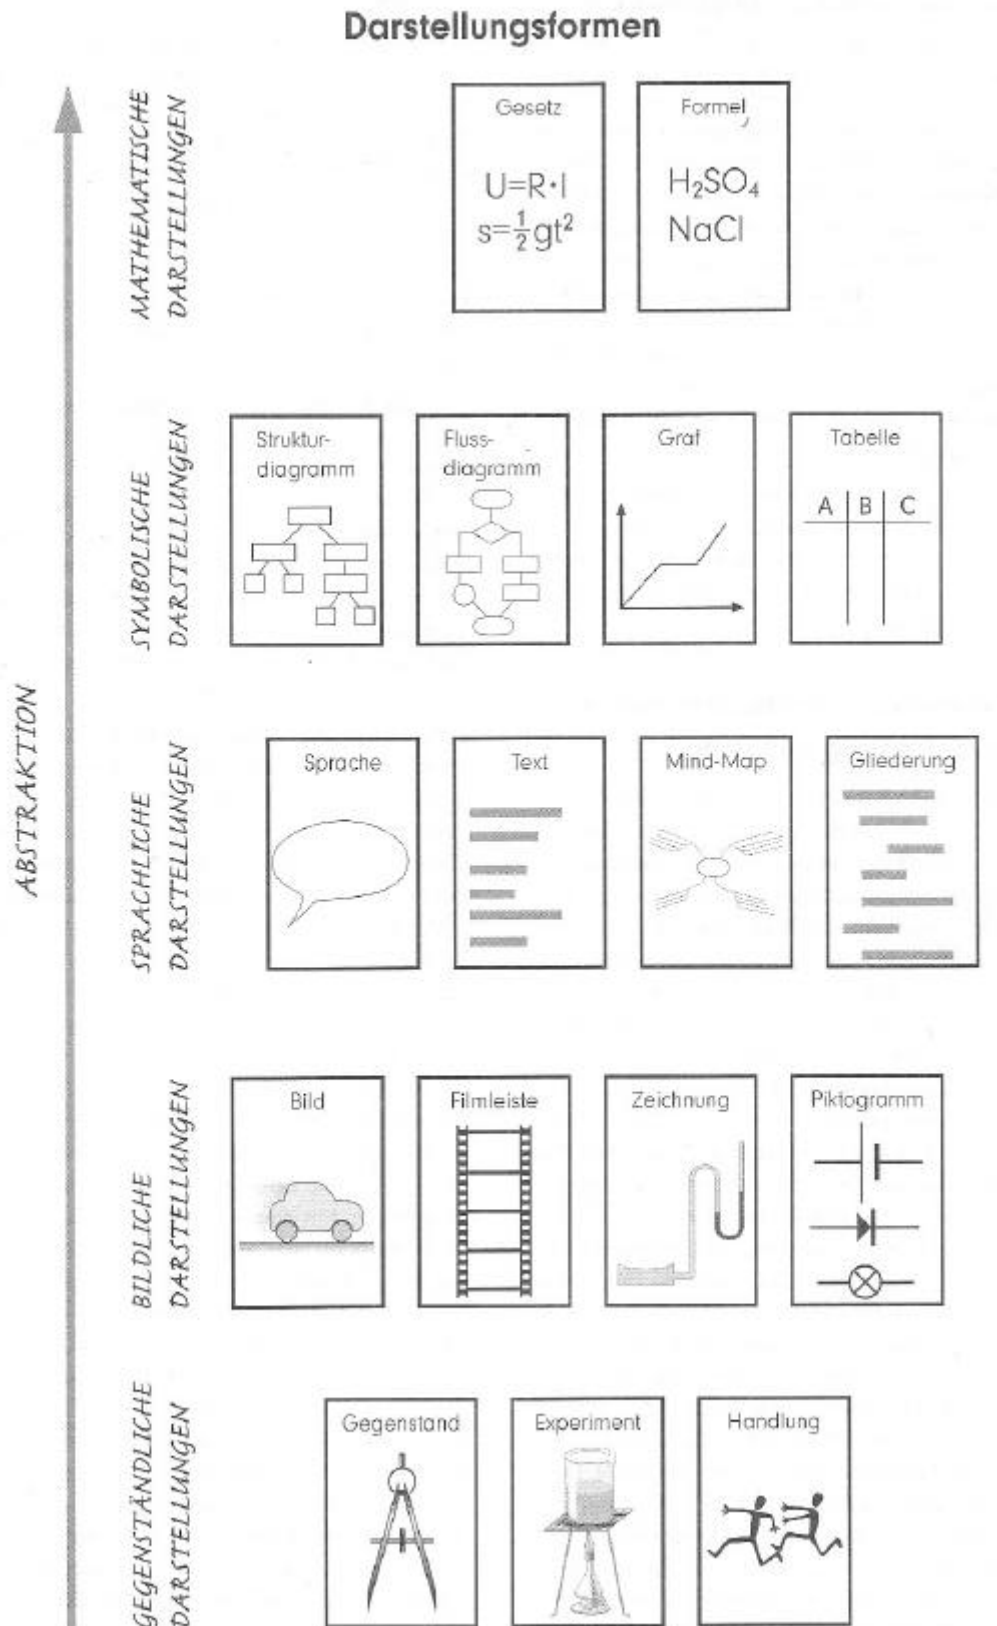 Darstellungsformen
MATHEMATISCHE
DARSTELLUNGEN
Gesetz
U=R·I
s=½gt²
Formel
H₂SO₄
NaCl
SYMBOLISCHE
DARSTELLUNGEN
Struktur-
diagramm
Fluss-
diagramm
Graf
Tabelle
A B C
ABSTRAKTION
SPRACHLICHE
DARSTELLUNGEN
Sprache
Text
Mind-Map
Gliederung
BILDLICHE
DARSTELLUNGEN
Bild
Filmleiste
Zeichnung
Piktogramm
GEGENSTÄNDLICHE
DARSTELLUNGEN
Gegenstand
Experiment
Handlung